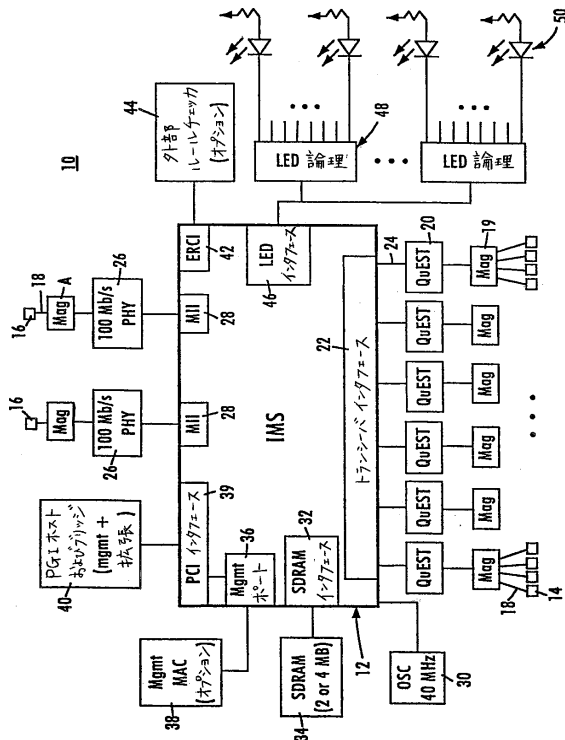 10
44
外部
ルールチェッカ
(オプション)
50
48
LED 論理
LED 論理
16
18
A
Mag
100 Mb/s
PHY
26
16
Mag
100 Mb/s
PHY
26
PGIホスト
およびブリッジ
(mgmt +
拡張)
40
Mgmt
MAC
(オプション)
38
SDRAM
(2 or 4 MB)
34
OSC
40 MHz
30
12
ERCI
42
MII
28
MII
28
PCI インタフェース
39
Mgmt
ポート
36
SDRAM
インタフェース
32
LED
インタフェース
46
IMS
22
トランシーバ インタフェース
24
20
QuEST
QuEST
QuEST
QuEST
QuEST
QuEST
19
Mag
Mag
Mag
Mag
Mag
Mag
18
14